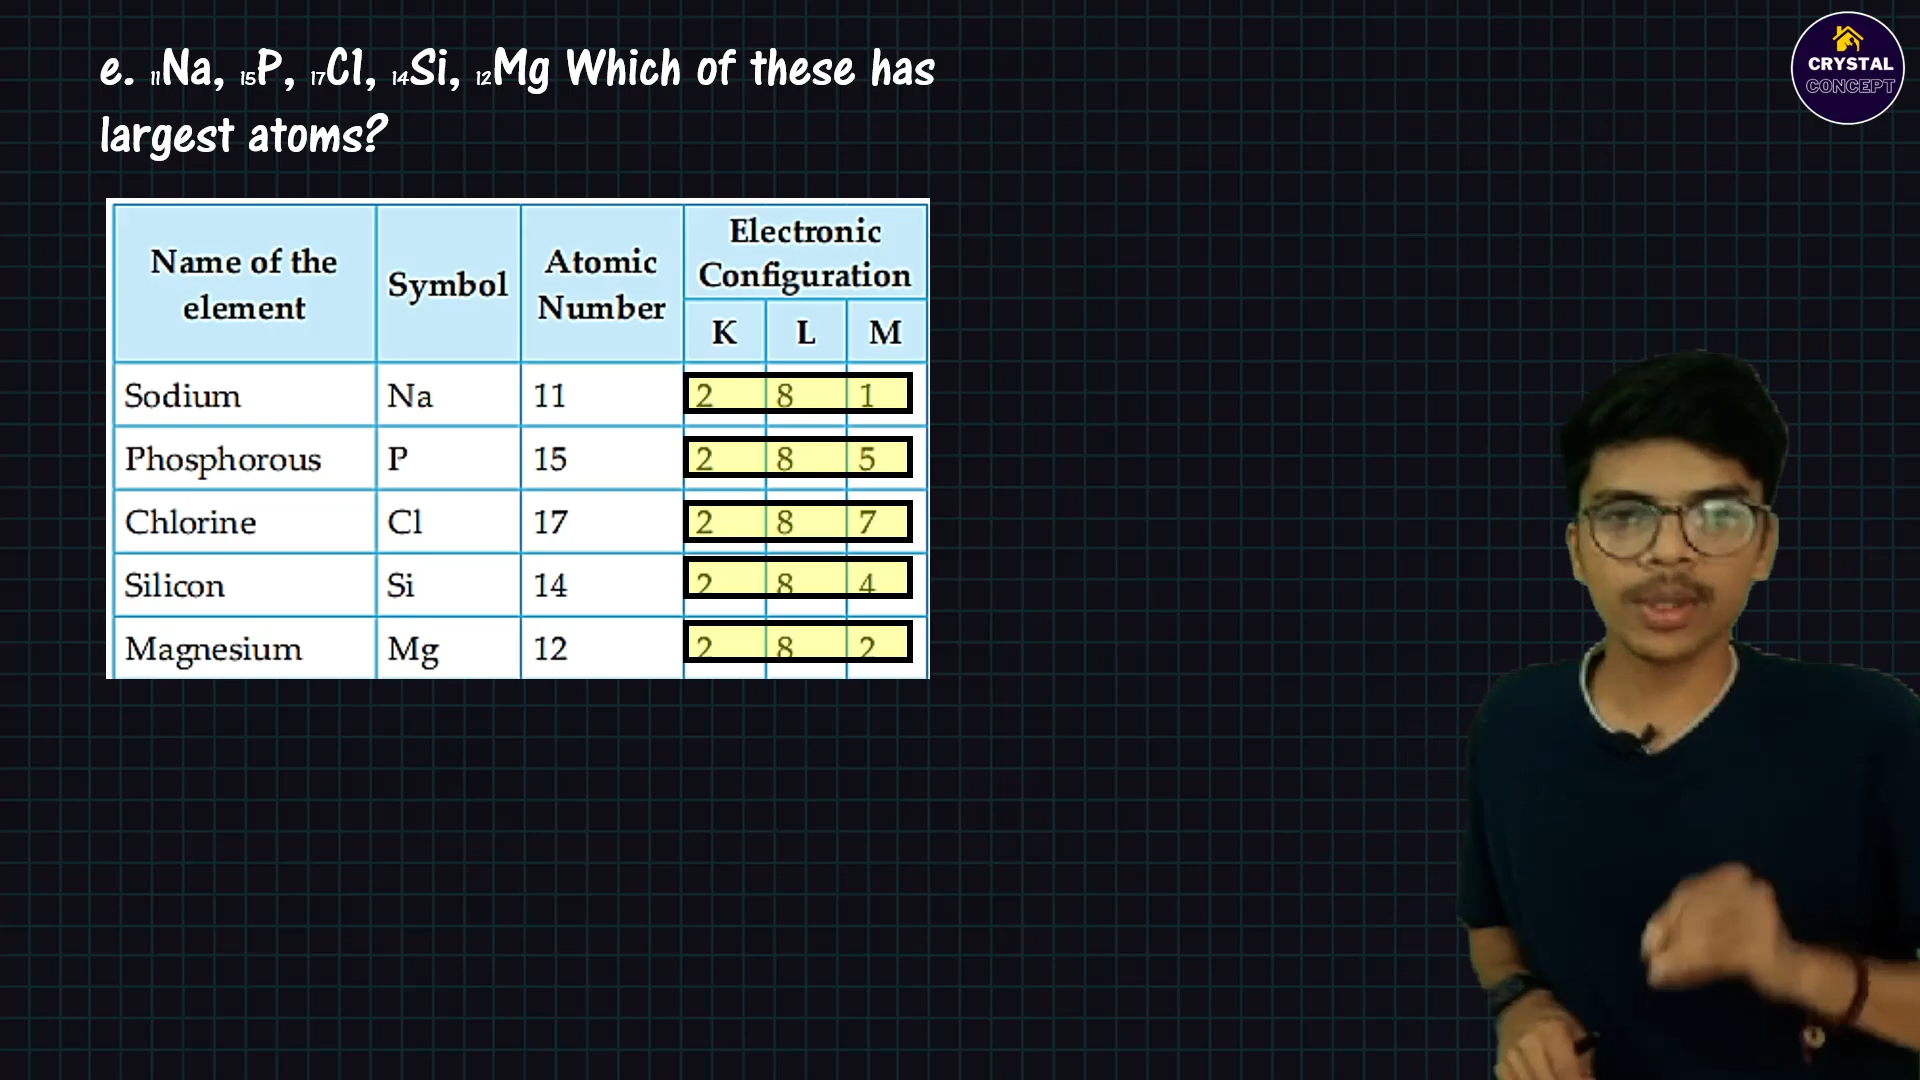 e. ₁₁Na, ₁₅P, ₁₇Cl, ₁₄Si, ₁₂Mg Which of these has
largest atoms?
CRYSTAL
CONCEPT
Name of the element Symbol Atomic Number Electronic Configuration
K L M
Sodium Na 11 2 8 1
Phosphorous P 15 2 8 5
Chlorine Cl 17 2 8 7
Silicon Si 14 2 8 4
Magnesium Mg 12 2 8 2